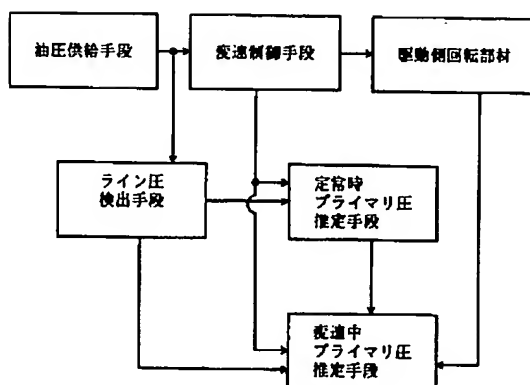 油圧供給手段
変速制御手段
駆動側回転部材
ライン圧
検出手段
定常時
プライマリ圧
推定手段
変速中
プライマリ圧
推定手段